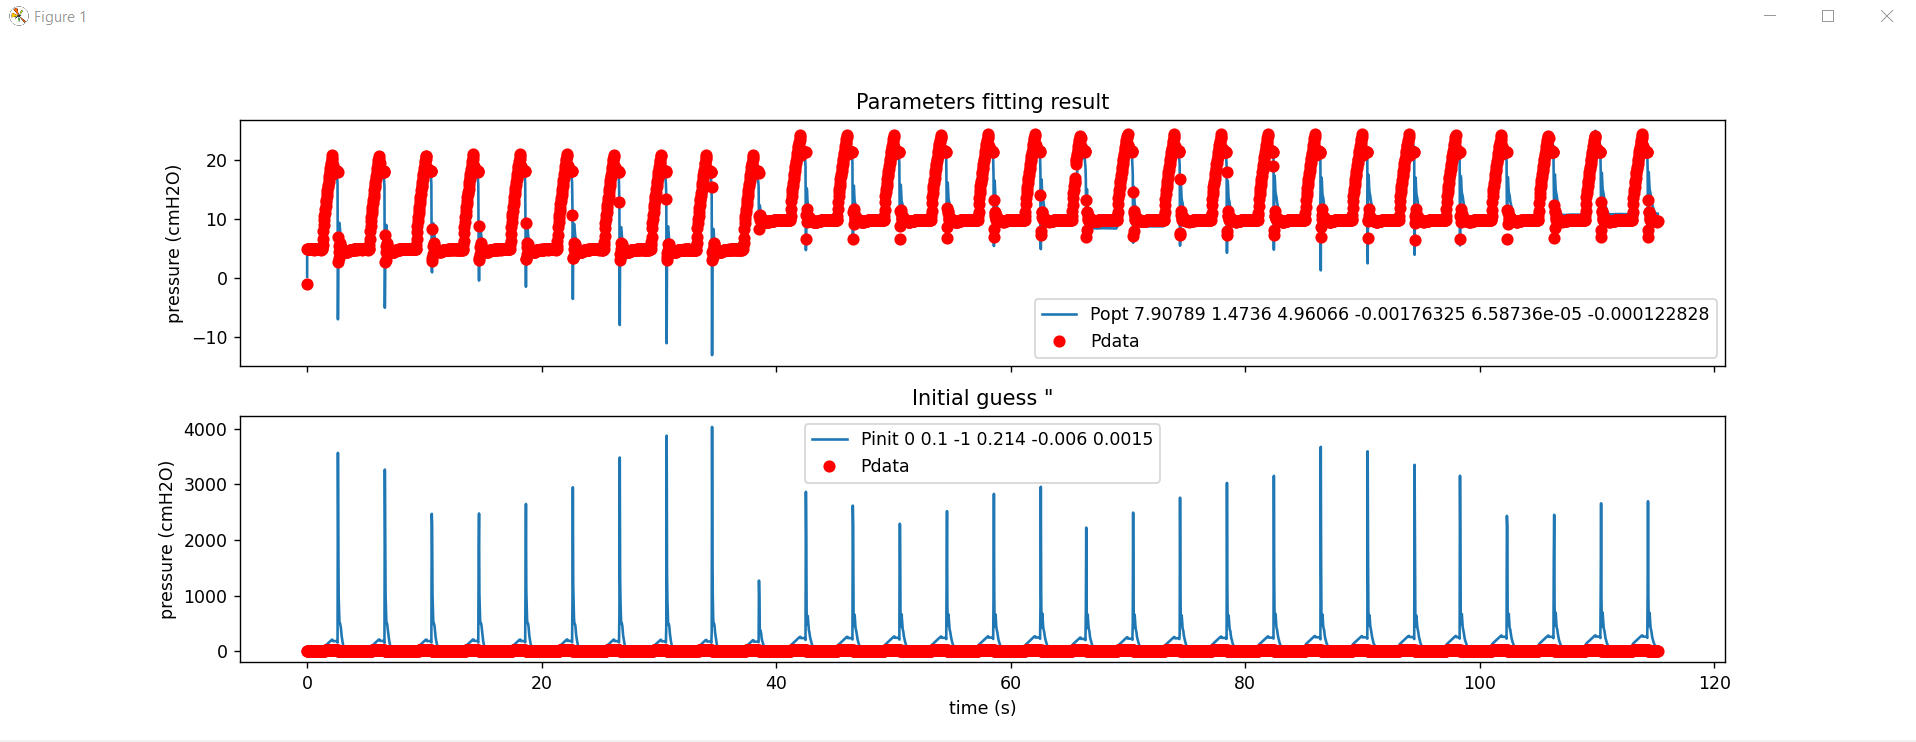 Figure 1
Parameters fitting result
pressure (cmH2O)
20
10
0
−10
Popt 7.90789 1.4736 4.96066 -0.00176325 6.58736e-05 -0.000122828
Pdata
Initial guess "
pressure (cmH2O)
4000
3000
2000
1000
0
Pinit 0 0.1 -1 0.214 -0.006 0.0015
Pdata
0 20 40 60 80 100 120
time (s)